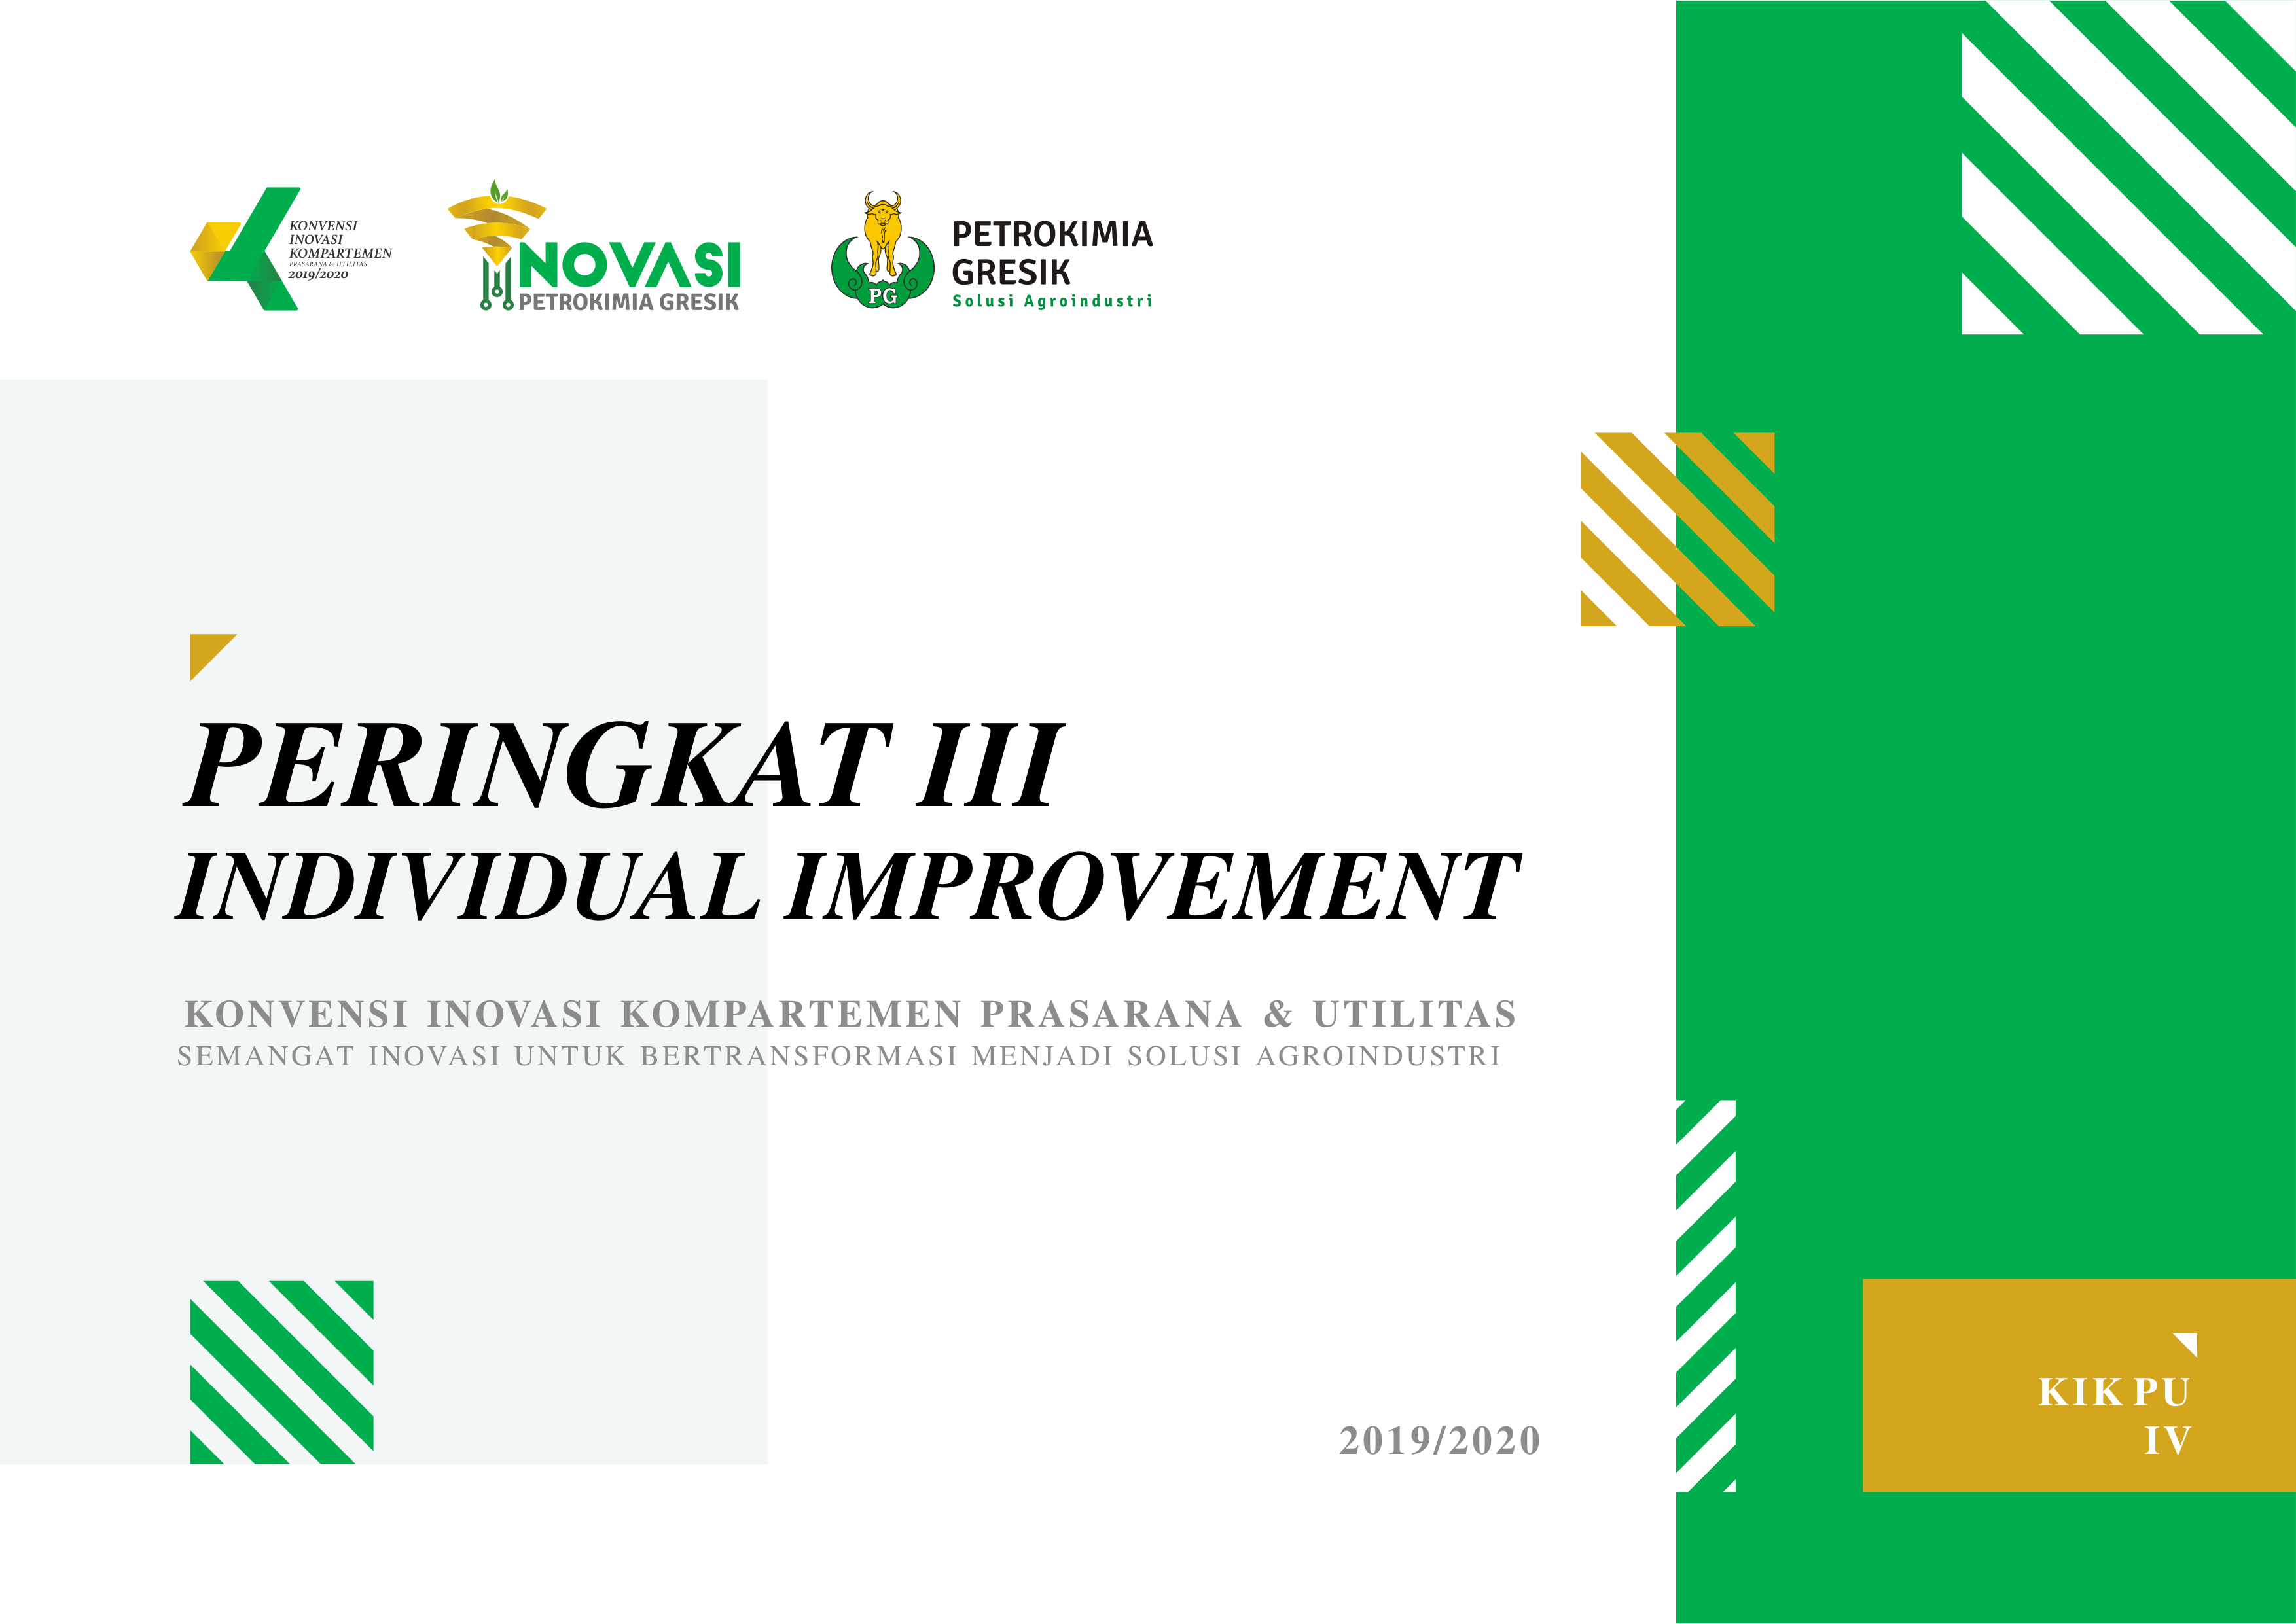 KONVENSI
INOVASI
KOMPARTEMEN
PRASARANA & UTILITAS
2019/2020
INOVASI
PETROKIMIA GRESIK
PG
PETROKIMIA
GRESIK
Solusi Agroindustri
PERINGKAT III
INDIVIDUAL IMPROVEMENT
KONVENSI INOVASI KOMPARTEMEN PRASARANA & UTILITAS
SEMANGAT INOVASI UNTUK BERTRANSFORMASI MENJADI SOLUSI AGROINDUSTRI
2019/2020
KIK PU
IV